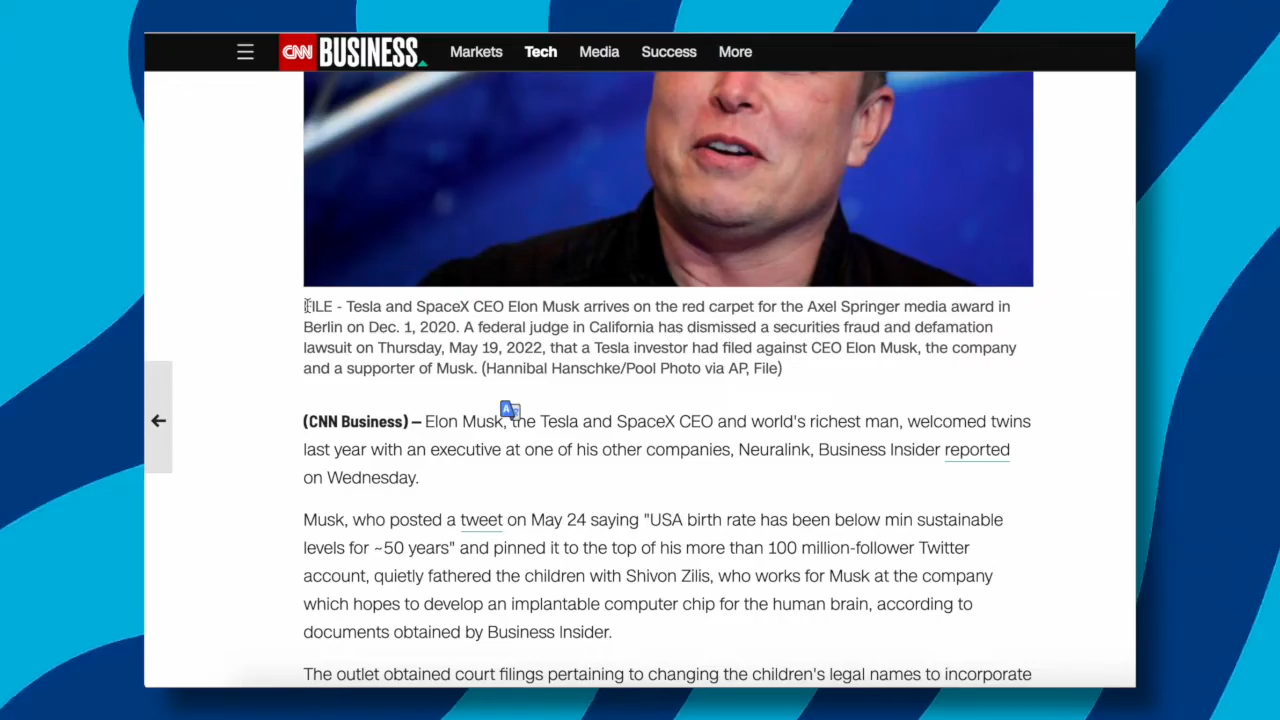 CNN BUSINESS Markets Tech Media Success More
FILE - Tesla and SpaceX CEO Elon Musk arrives on the red carpet for the Axel Springer media award in
Berlin on Dec. 1, 2020. A federal judge in California has dismissed a securities fraud and defamation
lawsuit on Thursday, May 19, 2022, that a Tesla investor had filed against CEO Elon Musk, the company
and a supporter of Musk. (Hannibal Hanschke/Pool Photo via AP, File)
(CNN Business) – Elon Musk, the Tesla and SpaceX CEO and world's richest man, welcomed twins
last year with an executive at one of his other companies, Neuralink, Business Insider reported
on Wednesday.
Musk, who posted a tweet on May 24 saying "USA birth rate has been below min sustainable
levels for ~50 years" and pinned it to the top of his more than 100 million-follower Twitter
account, quietly fathered the children with Shivon Zilis, who works for Musk at the company
which hopes to develop an implantable computer chip for the human brain, according to
documents obtained by Business Insider.
The outlet obtained court filings pertaining to changing the children's legal names to incorporate